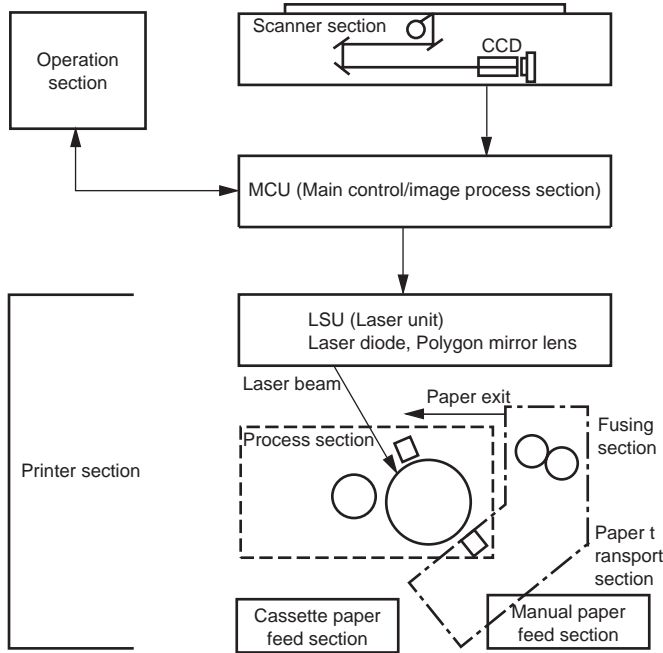 Scanner section
CCD
Operation
section
MCU (Main control/image process section)
LSU (Laser unit)
Laser diode, Polygon mirror lens
Laser beam
Paper exit
Process section
Fusing
section
Printer section
Paper t
ransport
section
Cassette paper
feed section
Manual paper
feed section